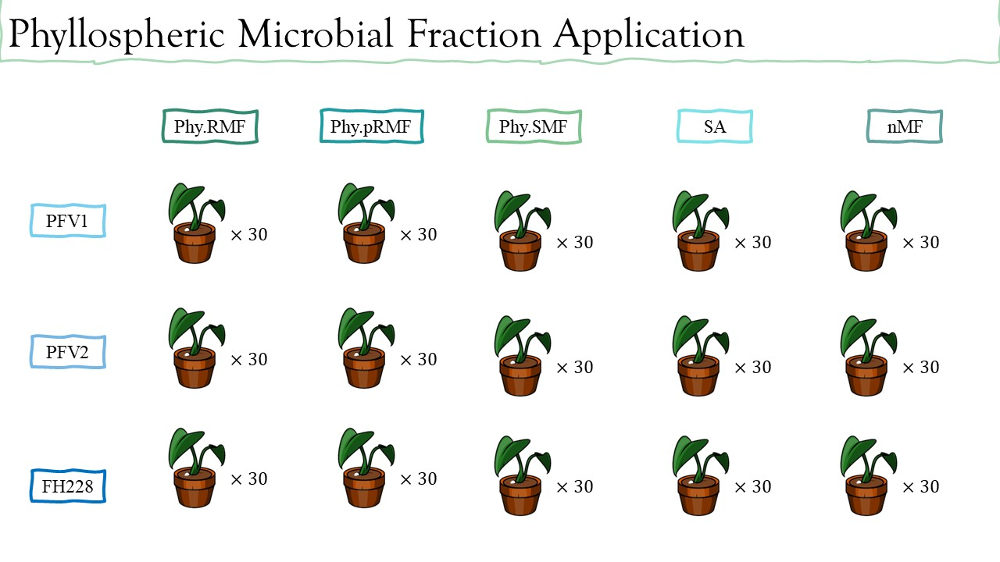 Phyllospheric Microbial Fraction Application
Phy.RMF Phy.pRMF Phy.SMF SA nMF
PFV1 × 30 × 30 × 30 × 30 × 30
PFV2 × 30 × 30 × 30 × 30 × 30
FH228 × 30 × 30 × 30 × 30 × 30